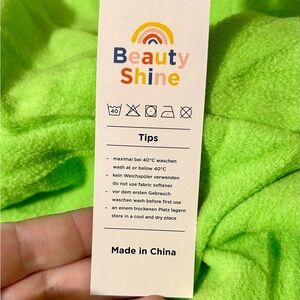 Beauty
Shine
40
Tips
- maximal bei 40°C waschen
wash at or below 40°C
- kein Weichspüler verwenden
do not use fabric softener
- vor dem ersten Gebrauch
waschen wash before first use
- an einem trockenen Platz lagern
store in a cool and dry place
Made in China